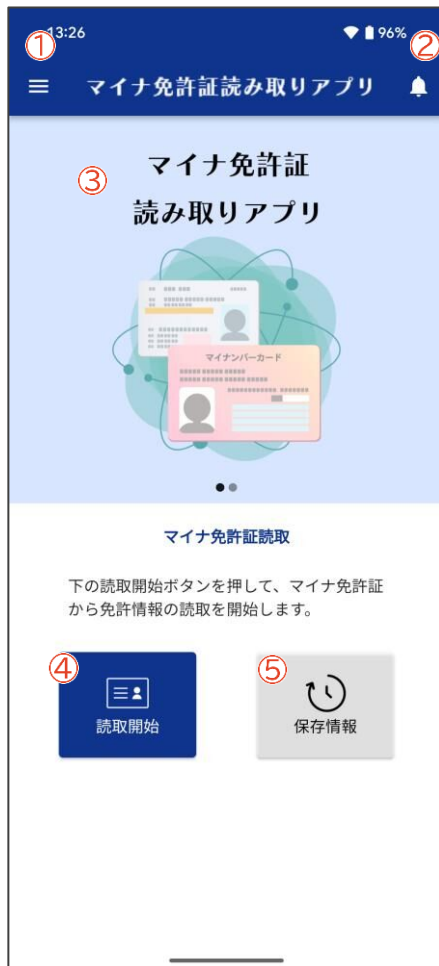 ①
13:26
96%
②
マイナ免許証読み取りアプリ
③
マイナ免許証
読み取りアプリ
マイナンバーカード
マイナ免許証読取
下の読取開始ボタンを押して、マイナ免許証
から免許情報の読取を開始します。
④
読取開始
⑤
保存情報